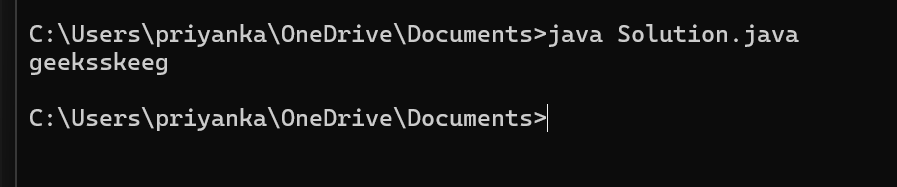 C:\Users\priyanka\OneDrive\Documents>java Solution.java
geeksskeeg
C:\Users\priyanka\OneDrive\Documents>